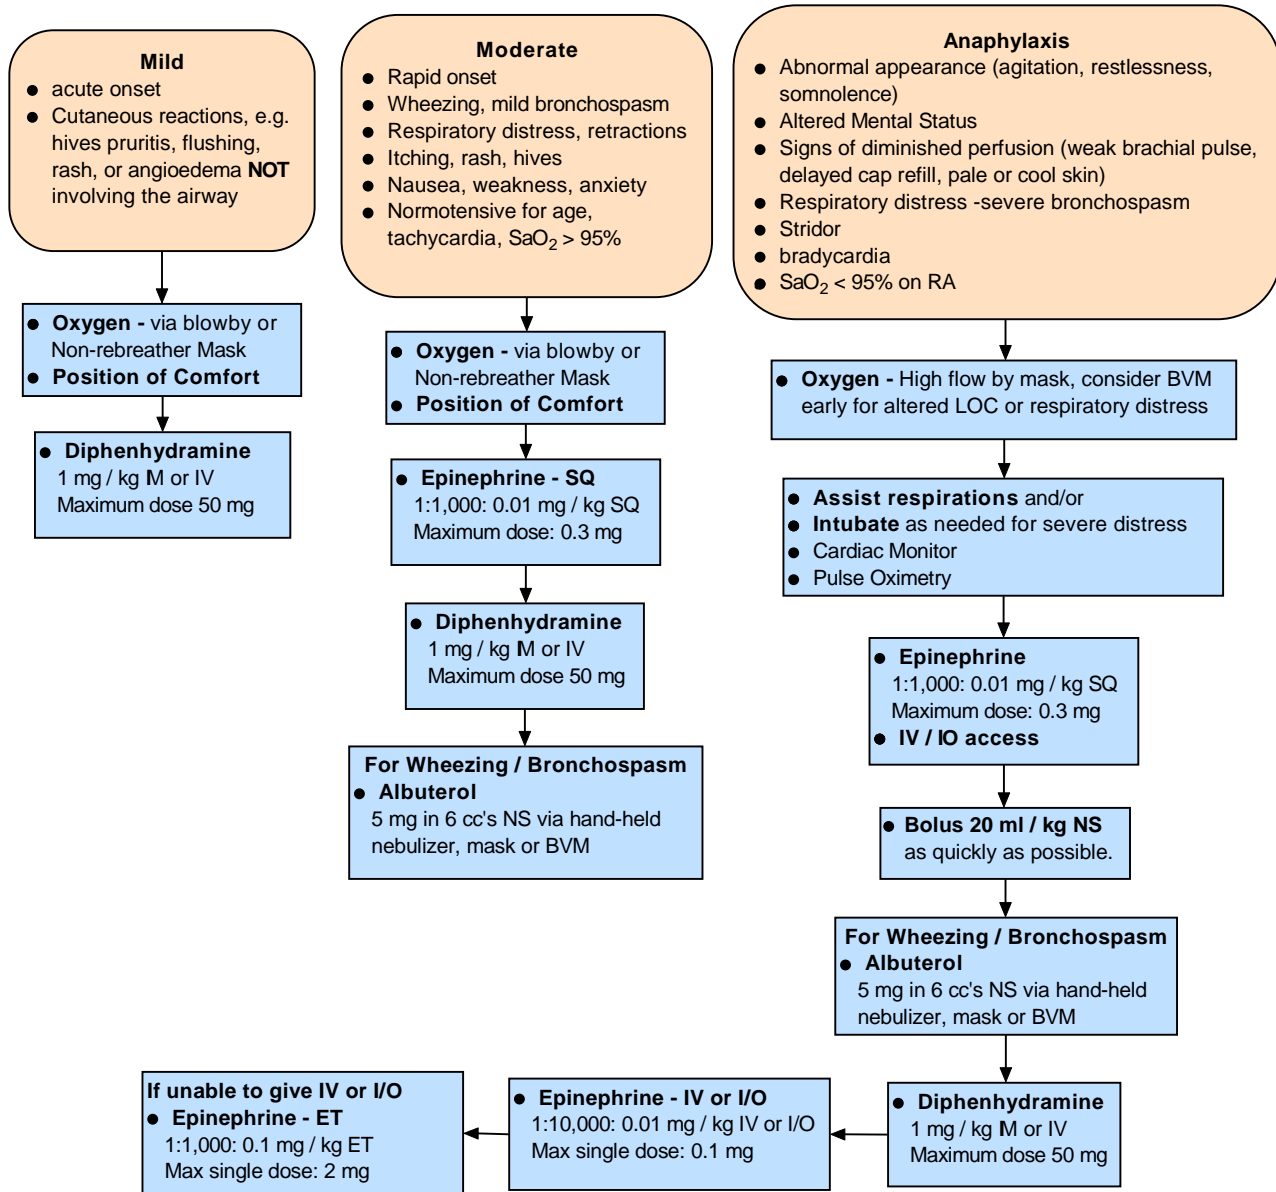 Mild
● acute onset
● Cutaneous reactions, e.g.
hives pruritis, flushing,
rash, or angioedema NOT
involving the airway
● Oxygen - via blowby or
Non-rebreather Mask
● Position of Comfort
● Diphenhydramine
1 mg / kg IM or IV
Maximum dose 50 mg
Moderate
● Rapid onset
● Wheezing, mild bronchospasm
● Respiratory distress, retractions
● Itching, rash, hives
● Nausea, weakness, anxiety
● Normotensive for age,
tachycardia, SaO2 > 95%
● Oxygen - via blowby or
Non-rebreather Mask
● Position of Comfort
● Epinephrine - SQ
1:1,000: 0.01 mg / kg SQ
Maximum dose: 0.3 mg
● Diphenhydramine
1 mg / kg IM or IV
Maximum dose 50 mg
For Wheezing / Bronchospasm
● Albuterol
5 mg in 6 cc's NS via hand-held
nebulizer, mask or BVM
Anaphylaxis
● Abnormal appearance (agitation, restlessness,
somnolence)
● Altered Mental Status
● Signs of diminished perfusion (weak brachial pulse,
delayed cap refill, pale or cool skin)
● Respiratory distress -severe bronchospasm
● Stridor
● bradycardia
● SaO2 < 95% on RA
● Oxygen - High flow by mask, consider BVM
early for altered LOC or respiratory distress
● Assist respirations and/or
● Intubate as needed for severe distress
● Cardiac Monitor
● Pulse Oximetry
● Epinephrine
1:1,000: 0.01 mg / kg SQ
Maximum dose: 0.3 mg
● IV / IO access
● Bolus 20 ml / kg NS
as quickly as possible.
For Wheezing / Bronchospasm
● Albuterol
5 mg in 6 cc's NS via hand-held
nebulizer, mask or BVM
● Diphenhydramine
1 mg / kg IM or IV
Maximum dose 50 mg
● Epinephrine - IV or I/O
1:10,000: 0.01 mg / kg IV or I/O
Max single dose: 0.1 mg
If unable to give IV or I/O
● Epinephrine - ET
1:1,000: 0.1 mg / kg ET
Max single dose: 2 mg